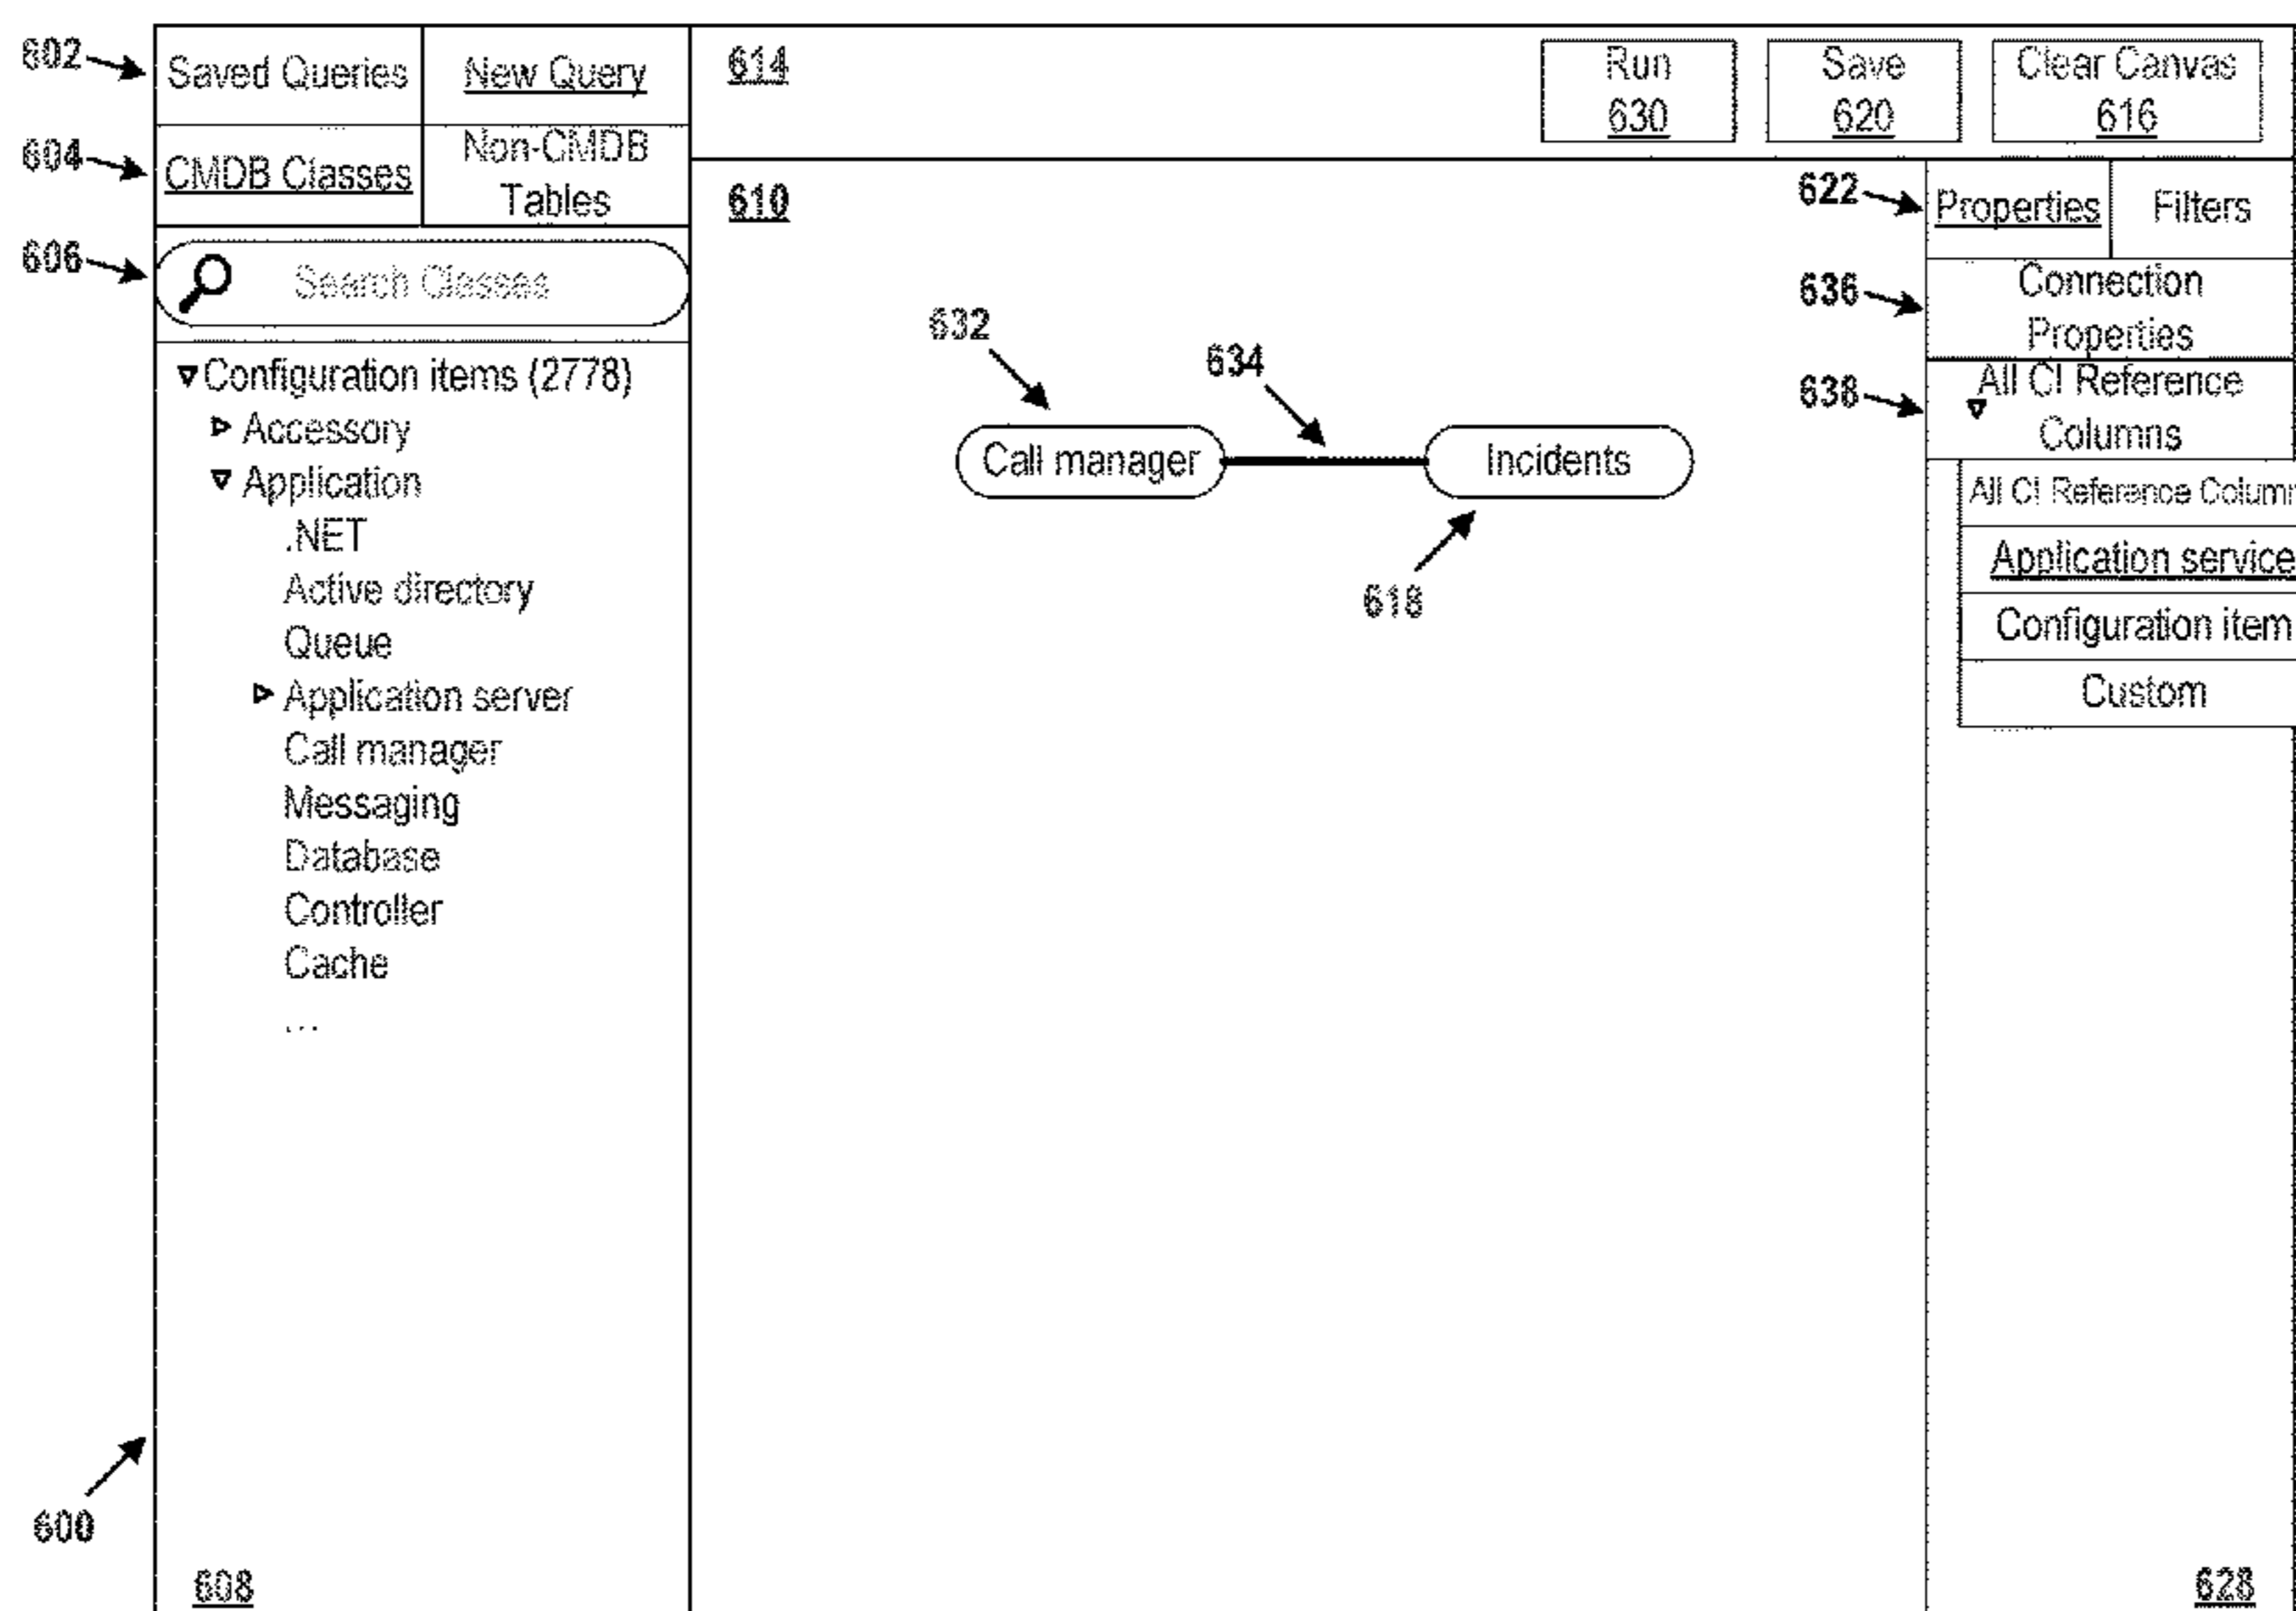 602
Saved Queries
New Query
614
Run
630
Save
620
Clear Canvas
616
604
CMDB Classes
Non-CMDB
Tables
610
622
Properties
Filters
606
Search Classes
636
Connection
Properties
632
634
638
All CI Reference
Columns
Configuration items (2778)
Accessory
Application
.NET
Active directory
Queue
Application server
Call manager
Messaging
Database
Controller
Cache
...
Call manager
Incidents
618
All CI Reference Column
Application service
Configuration item
Custom
600
608
628